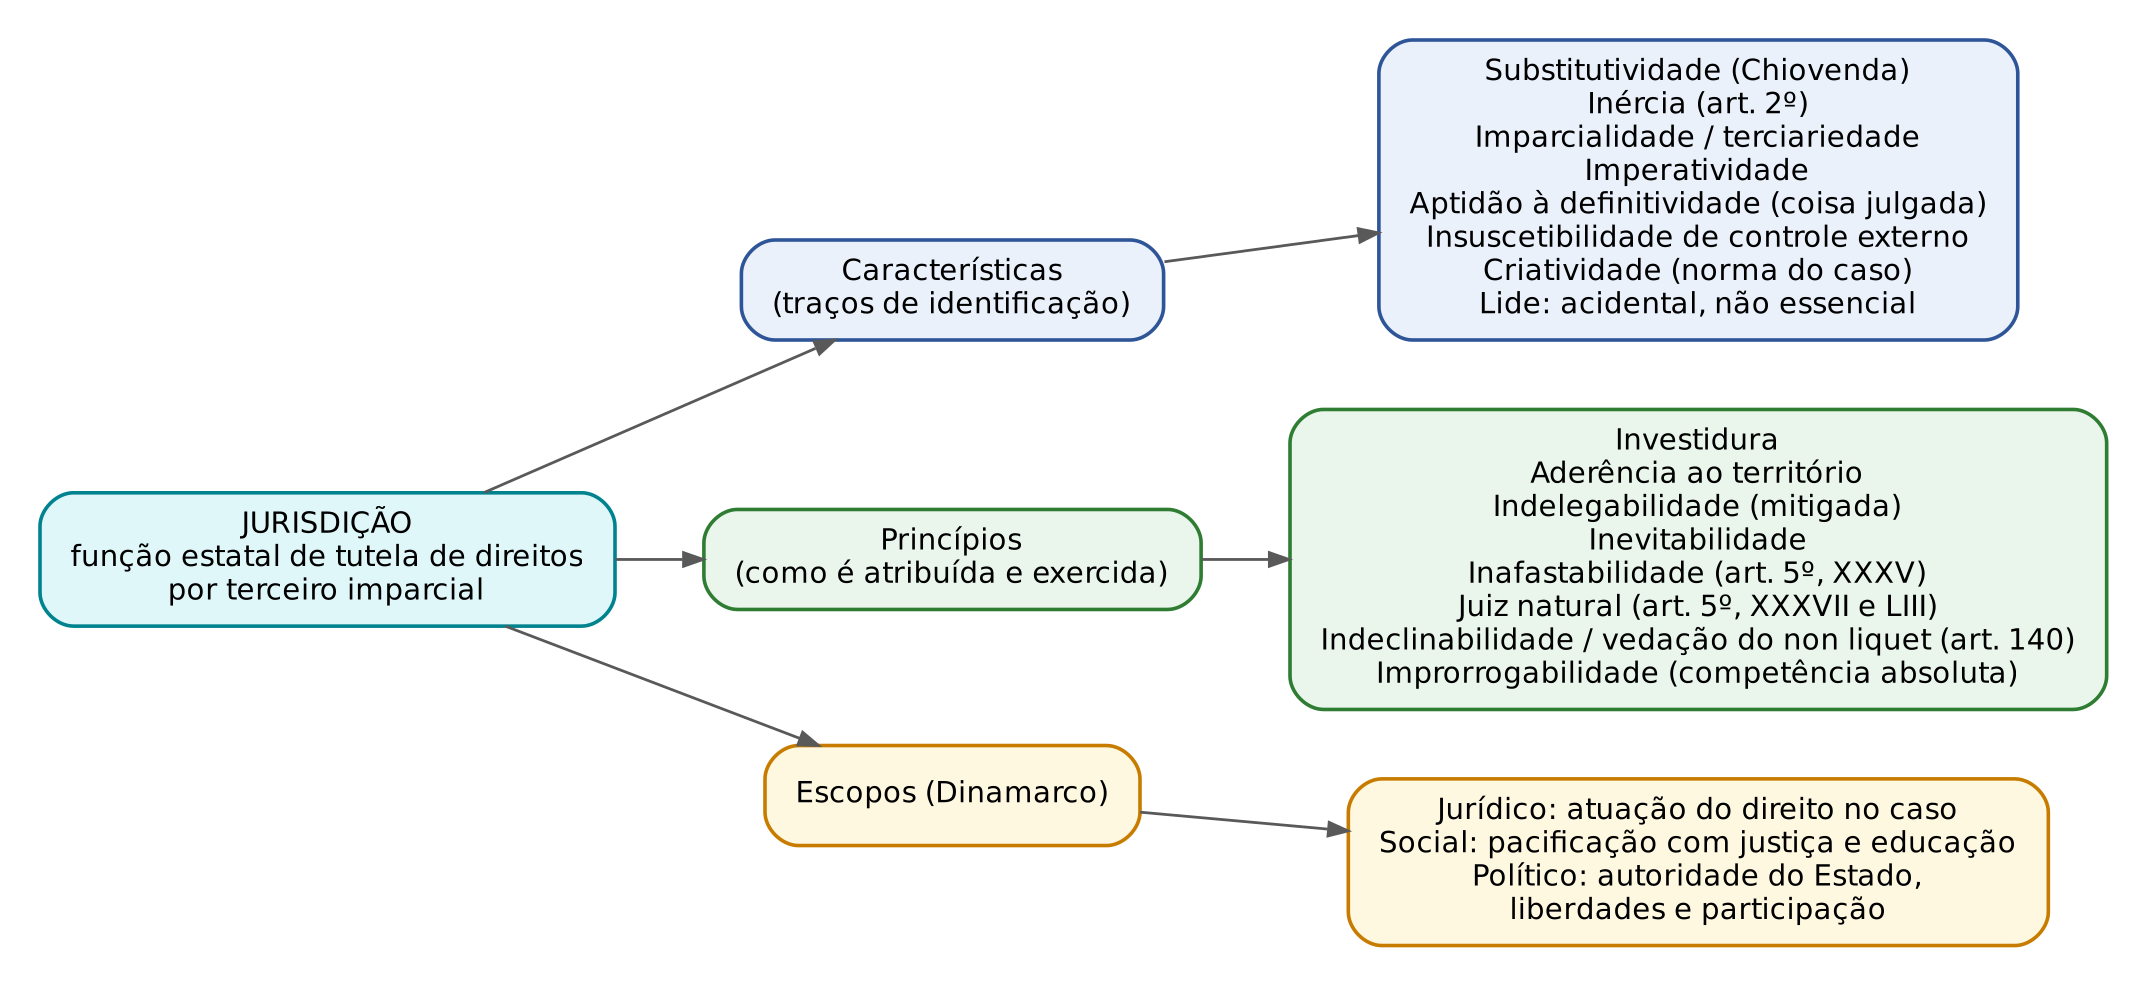 JURISDIÇÃO
função estatal de tutela de direitos
por terceiro imparcial
Características
(traços de identificação)
Substitutividade (Chiovenda)
Inércia (art. 2º)
Imparcialidade / terciariedade
Imperatividade
Aptidão à definitividade (coisa julgada)
Insuscetibilidade de controle externo
Criatividade (norma do caso)
Lide: acidental, não essencial
Princípios
(como é atribuída e exercida)
Investidura
Aderência ao território
Indelegabilidade (mitigada)
Inevitabilidade
Inafastabilidade (art. 5º, XXXV)
Juiz natural (art. 5º, XXXVII e LIII)
Indeclinabilidade / vedação do non liquet (art. 140)
Improrrogabilidade (competência absoluta)
Escopos (Dinamarco)
Jurídico: atuação do direito no caso
Social: pacificação com justiça e educação
Político: autoridade do Estado,
liberdades e participação